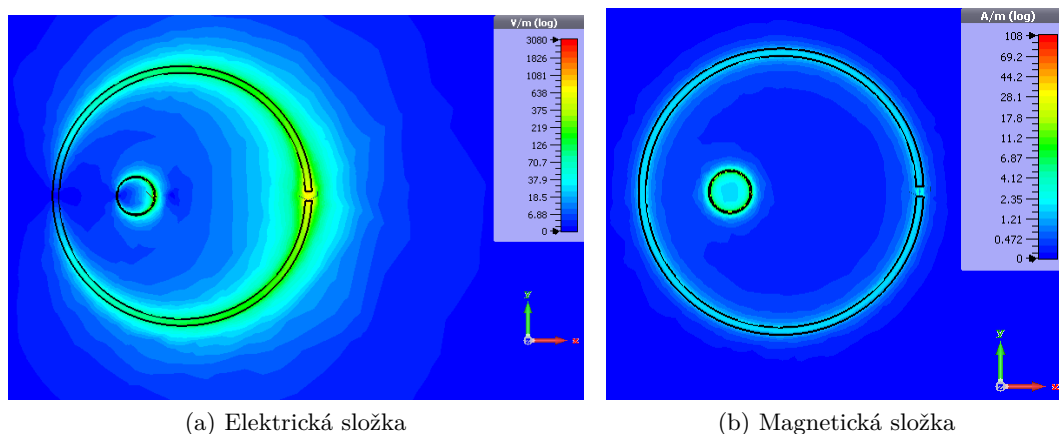 V/m (log)
3080
1826
1081
638
375
219
126
70.7
37.9
18.5
6.88
0
y
x
z
(a) Elektrická složka
A/m (log)
108
69.2
44.2
28.1
17.8
11.2
6.87
4.12
2.35
1.21
0.472
0
y
x
z
(b) Magnetická složka